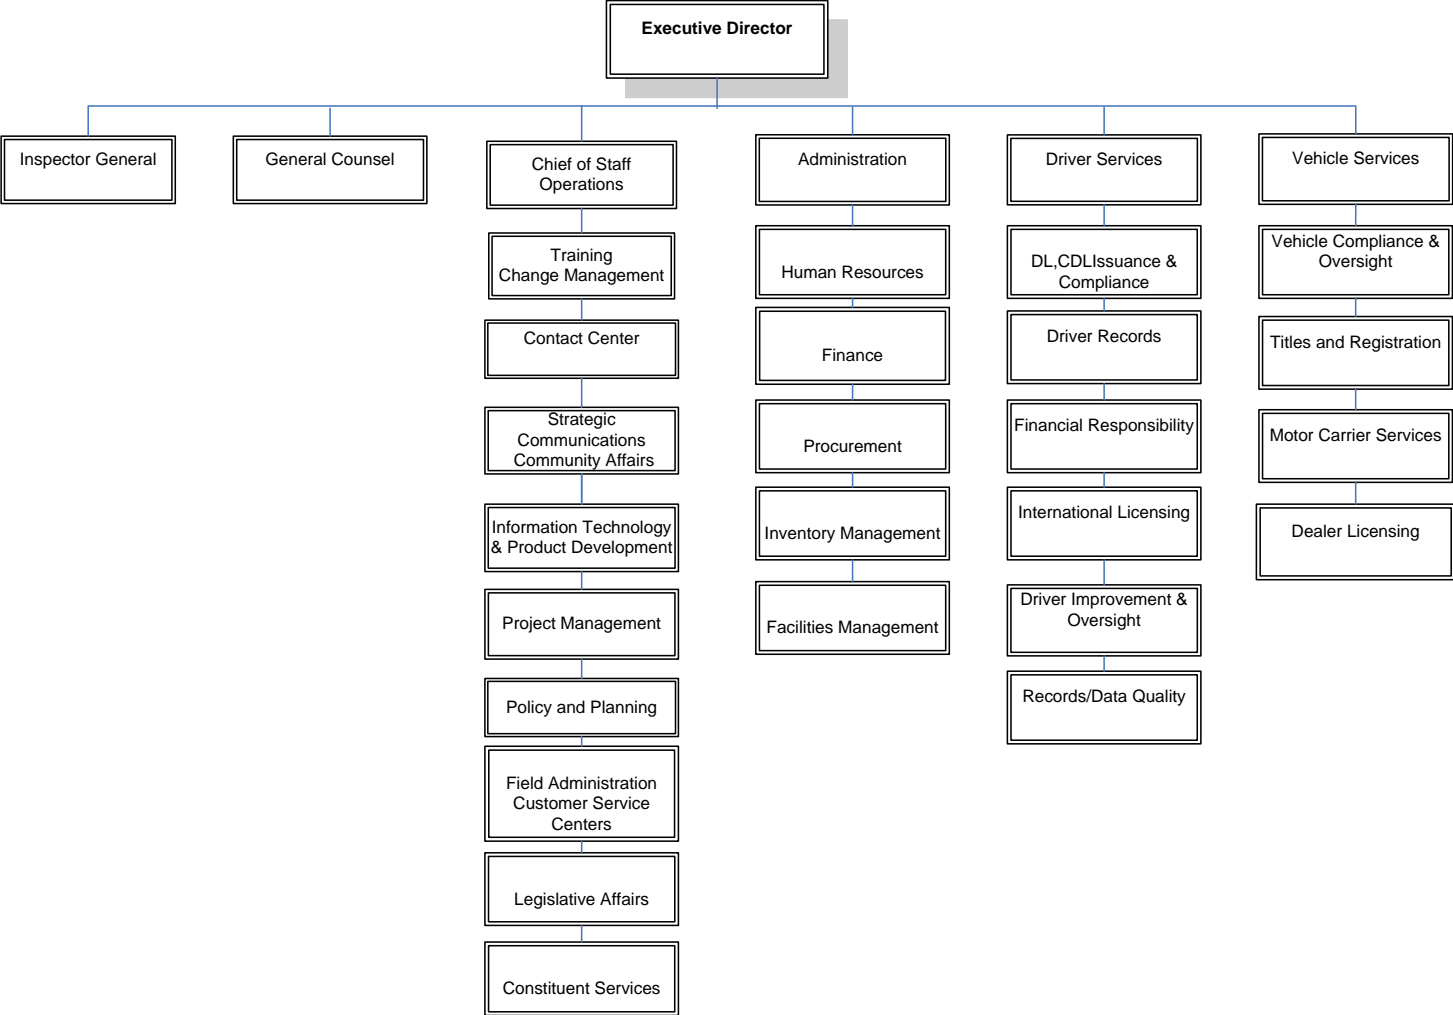 Executive Director
Inspector General
General Counsel
Chief of Staff
Operations
Training
Change Management
Contact Center
Strategic
Communications
Community Affairs
Information Technology
& Product Development
Project Management
Policy and Planning
Field Administration
Customer Service
Centers
Legislative Affairs
Constituent Services
Administration
Human Resources
Finance
Procurement
Inventory Management
Facilities Management
Driver Services
DL,CDLIssuance &
Compliance
Driver Records
Financial Responsibility
International Licensing
Driver Improvement &
Oversight
Records/Data Quality
Vehicle Services
Vehicle Compliance &
Oversight
Titles and Registration
Motor Carrier Services
Dealer Licensing